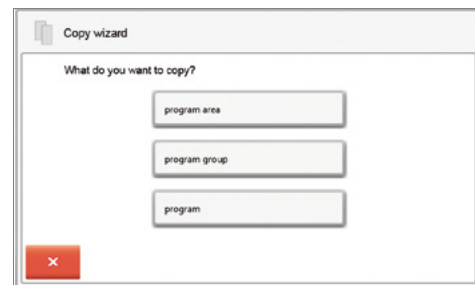 Copy wizard
What do you want to copy?
program area
program group
program